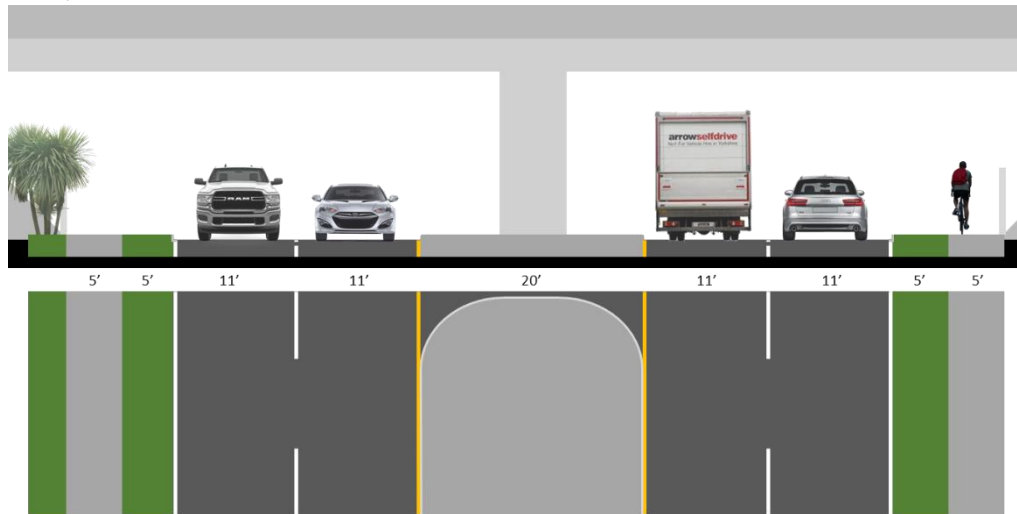 RAM
arrowselfdrive
5’ 5’ 11’ 11’ 20’ 11’ 11’ 5’ 5’